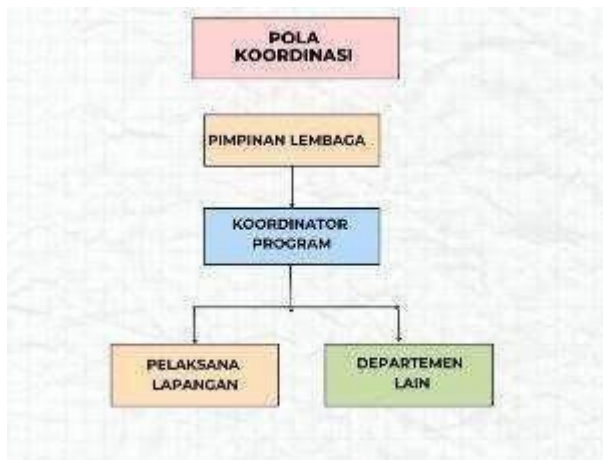 POLA
KOORDINASI
PIMPINAN LEMBAGA
KOORDINATOR
PROGRAM
PELAKSANA
LAPANGAN
DEPARTEMEN
LAIN